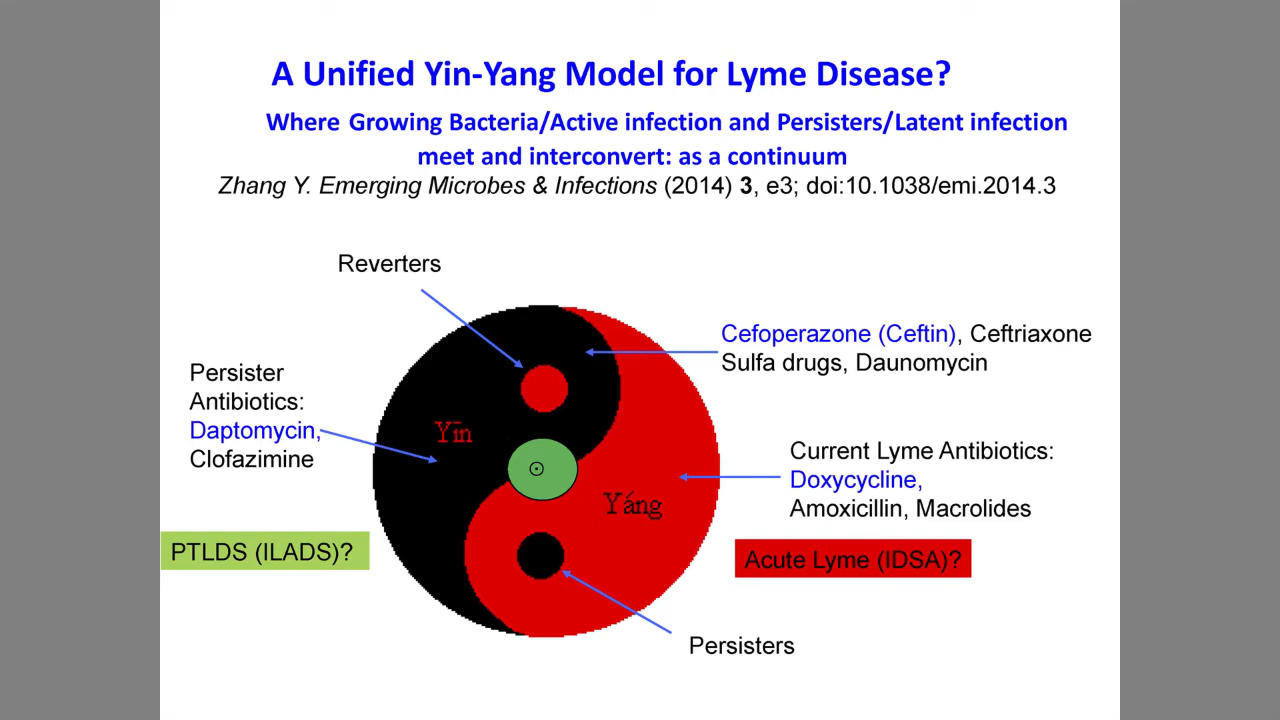 A Unified Yin-Yang Model for Lyme Disease?
Where Growing Bacteria/Active infection and Persisters/Latent infection
meet and interconvert: as a continuum
Zhang Y. Emerging Microbes & Infections (2014) 3, e3; doi:10.1038/emi.2014.3
Reverters
Cefoperazone (Ceftin), Ceftriaxone
Sulfa drugs, Daunomycin
Persister
Antibiotics:
Daptomycin,
Clofazimine
Yīn
Yáng
Current Lyme Antibiotics:
Doxycycline,
Amoxicillin, Macrolides
PTLDS (ILADS)?
Acute Lyme (IDSA)?
Persisters